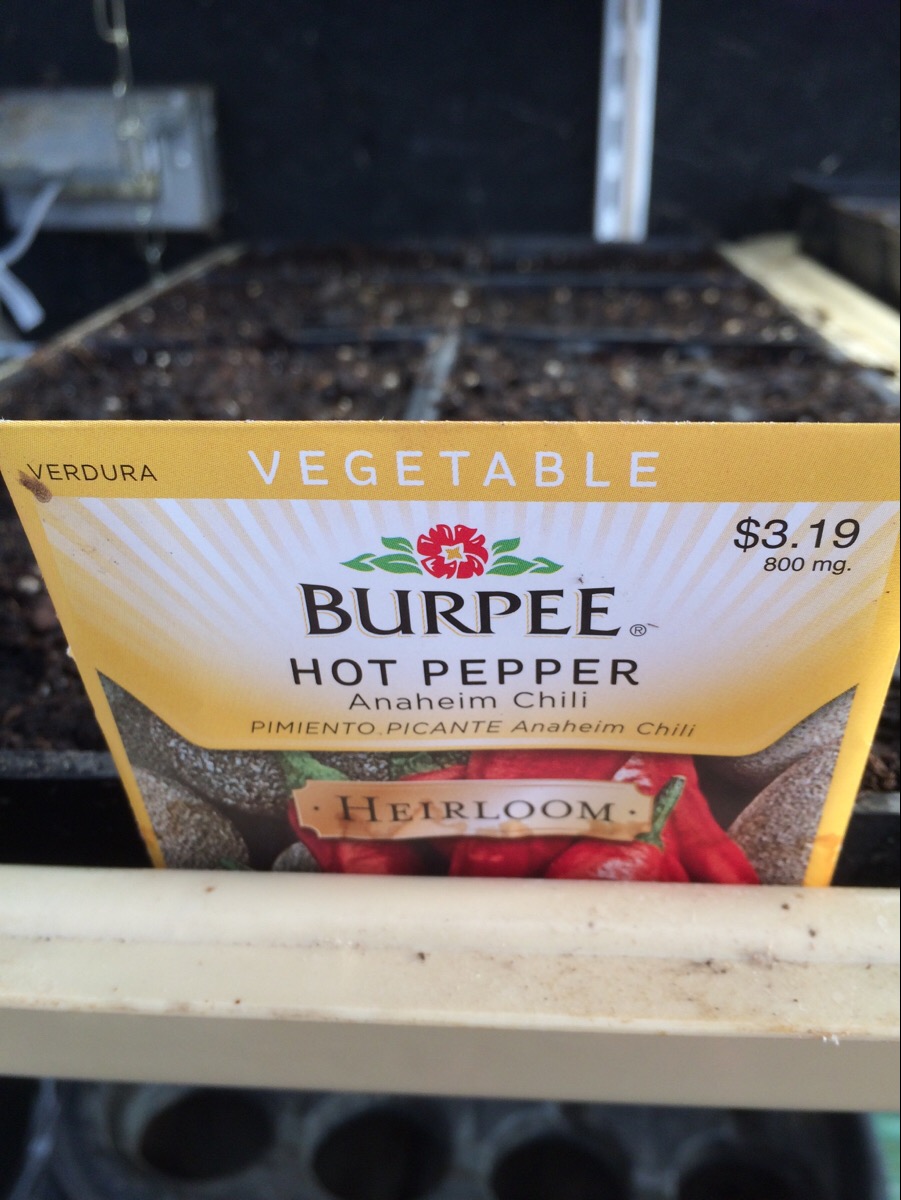 VERDURA VEGETABLE
$3.19
800 mg.
BURPEE®
HOT PEPPER
Anaheim Chili
PIMIENTO PICANTE Anaheim Chili
· HEIRLOOM ·